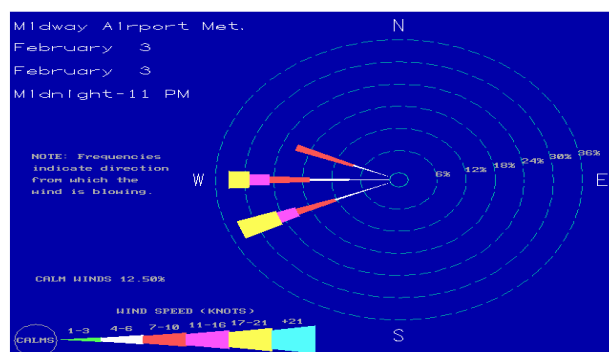 Midway Airport Met.
February 3
February 3
Midnight-11 PM
N
NOTE: Frequencies
indicate direction
from which the
wind is blowing.
W
6% 12% 18% 24% 30% 36%
E
CALM WINDS 12.50%
WIND SPEED (KNOTS)
1-3 4-6 7-10 11-16 17-21 +21
CALMS
S